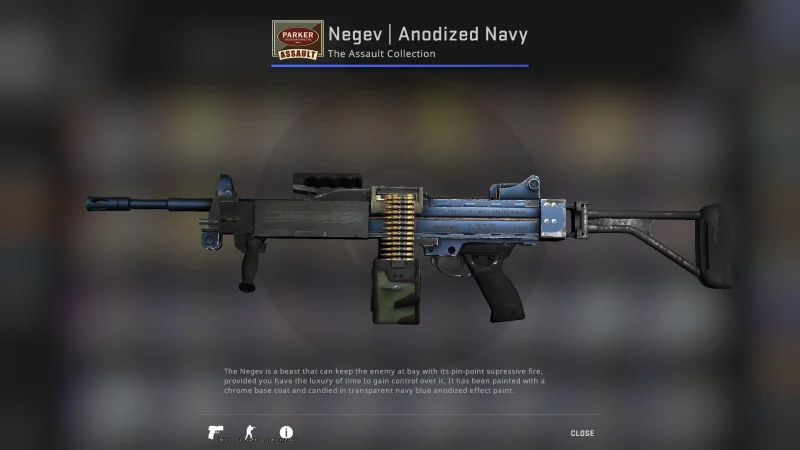 PARKER
ASSAULT
Negev | Anodized Navy
The Assault Collection
The Negev is a beast that can keep the enemy at bay with its pin-point supressive fire,
provided you have the luxury of time to gain control over it. It has been painted with a
chrome base coat and candied in transparent navy blue anodized effect paint.
CLOSE